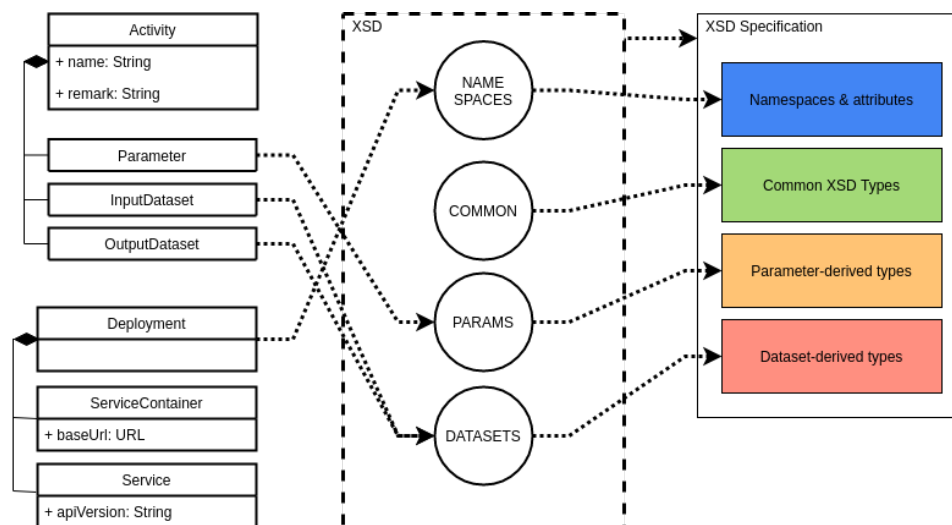 Activity
+ name: String
+ remark: String
Parameter
InputDataset
OutputDataset
Deployment
ServiceContainer
+ baseUrl: URL
Service
+ apiVersion: String
XSD
NAME
SPACES
COMMON
PARAMS
DATASETS
XSD Specification
Namespaces & attributes
Common XSD Types
Parameter-derived types
Dataset-derived types